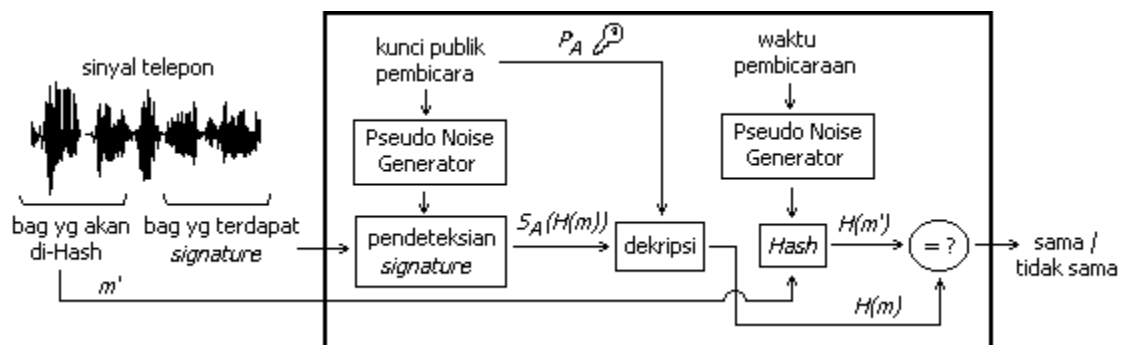 sinyal telepon
bag yg akan
di-Hash
bag yg terdapat
signature
m'
kunci publik
pembicara
P_A
Pseudo Noise
Generator
pendeteksian
signature
S_A(H(m))
dekripsi
waktu
pembicaraan
Pseudo Noise
Generator
Hash
H(m')
= ?
H(m)
sama /
tidak sama